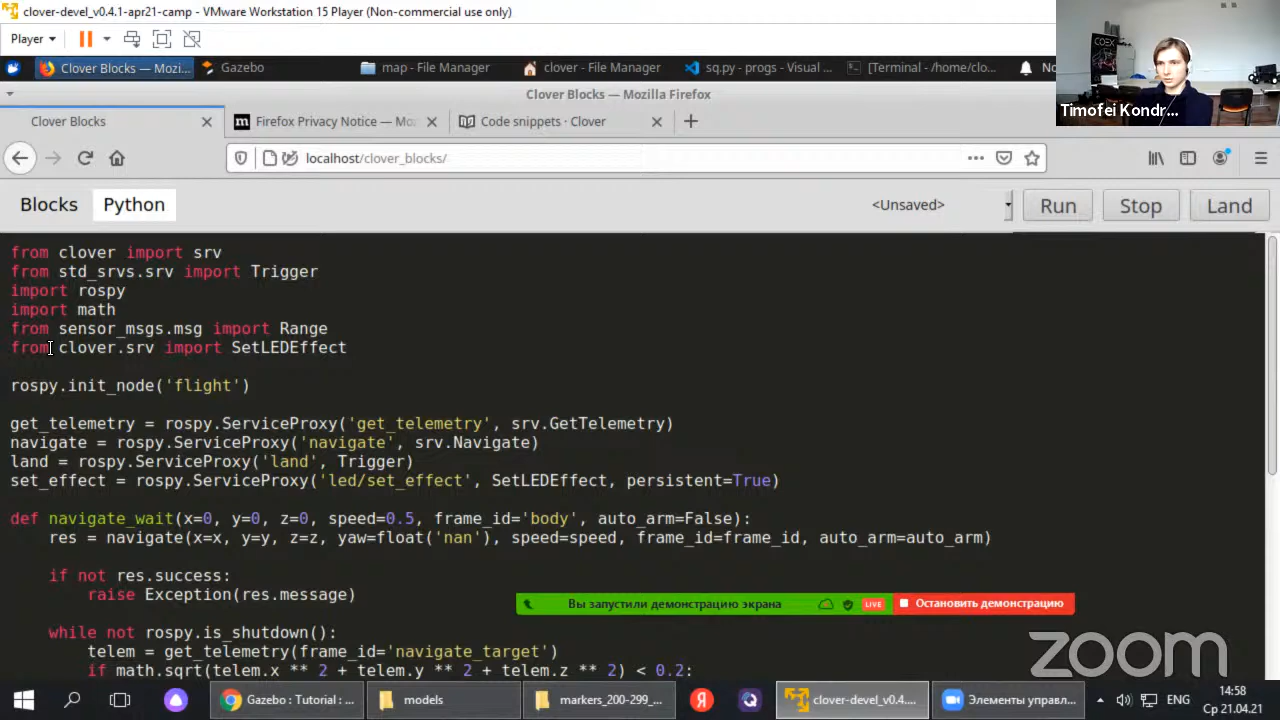 clover-devel_v0.4.1-apr21-camp - VMware Workstation 15 Player (Non-commercial use only)
Player
Clover Blocks — Mozi...
Gazebo
map - File Manager
clover - File Manager
sq.py - progs - Visual ...
[Terminal - /home/clo...
No
Clover Blocks — Mozilla Firefox
COEX
Timofei Kondr...
Clover Blocks
Firefox Privacy Notice — Moz
Code snippets · Clover
localhost/clover_blocks/
Blocks
Python
<Unsaved>
Run
Stop
Land
from clover import srv
from std_srvs.srv import Trigger
import rospy
import math
from sensor_msgs.msg import Range
from clover.srv import SetLEDEffect
rospy.init_node('flight')
get_telemetry = rospy.ServiceProxy('get_telemetry', srv.GetTelemetry)
navigate = rospy.ServiceProxy('navigate', srv.Navigate)
land = rospy.ServiceProxy('land', Trigger)
set_effect = rospy.ServiceProxy('led/set_effect', SetLEDEffect, persistent=True)
def navigate_wait(x=0, y=0, z=0, speed=0.5, frame_id='body', auto_arm=False):
res = navigate(x=x, y=y, z=z, yaw=float('nan'), speed=speed, frame_id=frame_id, auto_arm=auto_arm)
if not res.success:
raise Exception(res.message)
Вы запустили демонстрацию экрана
LIVE
Остановить демонстрацию
while not rospy.is_shutdown():
telem = get_telemetry(frame_id='navigate_target')
if math.sqrt(telem.x ** 2 + telem.y ** 2 + telem.z ** 2) < 0.2:
zoom
Gazebo : Tutorial : ...
models
markers_200-299_...
Я
clover-devel_v0.4....
Элементы управл...
ENG
14:58
Ср 21.04.21